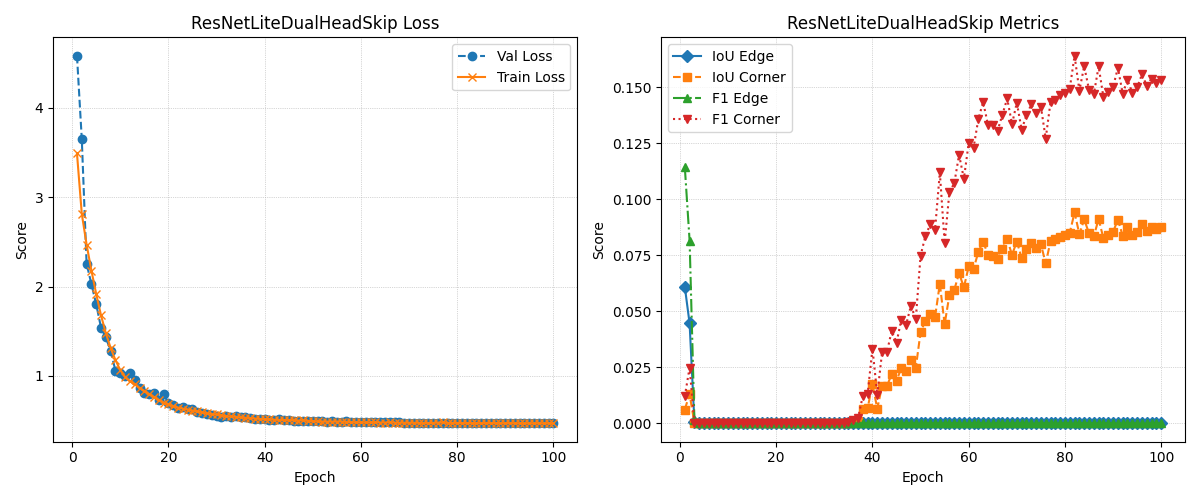 ResNetLiteDualHeadSkip Loss
Val Loss
Train Loss
Score
4
3
2
1
0
20
40
60
80
100
Epoch
ResNetLiteDualHeadSkip Metrics
IoU Edge
IoU Corner
F1 Edge
F1 Corner
Score
0.150
0.125
0.100
0.075
0.050
0.025
0.000
0
20
40
60
80
100
Epoch